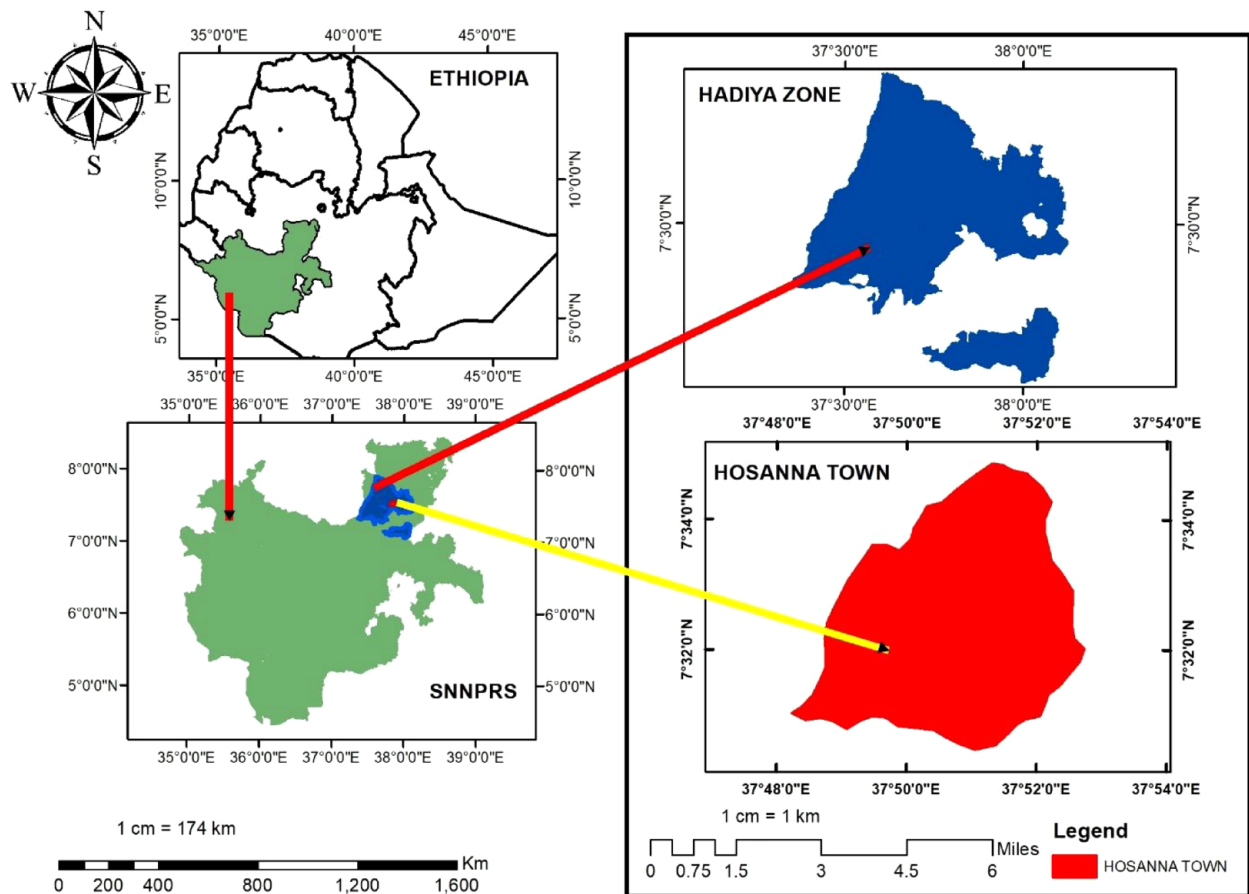 N
W E
S
35°0'0"E 40°0'0"E 45°0'0"E
ETHIOPIA
10°0'0"N 10°0'0"N
5°0'0"N 5°0'0"N
35°0'0"E 40°0'0"E 45°0'0"E
35°0'0"E 36°0'0"E 37°0'0"E 38°0'0"E 39°0'0"E
8°0'0"N 8°0'0"N
7°0'0"N 7°0'0"N
6°0'0"N 6°0'0"N
5°0'0"N 5°0'0"N
SNNPRS
35°0'0"E 36°0'0"E 37°0'0"E 38°0'0"E 39°0'0"E
1 cm = 174 km
Km
0 200 400 800 1,200 1,600
37°30'0"E 38°0'0"E
HADIYA ZONE
7°30'0"N 7°30'0"N
37°30'0"E 38°0'0"E
37°48'0"E 37°50'0"E 37°52'0"E 37°54'0"E
HOSANNA TOWN
7°34'0"N 7°34'0"N
7°32'0"N 7°32'0"N
37°48'0"E 37°50'0"E 37°52'0"E 37°54'0"E
1 cm = 1 km
Miles
0 0.75 1.5 3 4.5 6
Legend
HOSANNA TOWN